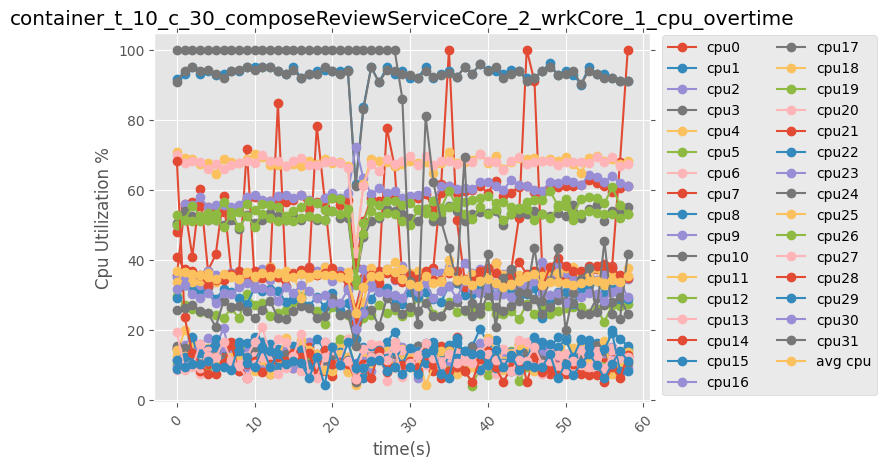 container_t_10_c_30_composeReviewServiceCore_2_wrkCore_1_cpu_overtime
Cpu Utilization %
100
80
60
40
20
0
0
10
20
30
40
50
60
time(s)
cpu0
cpu1
cpu2
cpu3
cpu4
cpu5
cpu6
cpu7
cpu8
cpu9
cpu10
cpu11
cpu12
cpu13
cpu14
cpu15
cpu16
cpu17
cpu18
cpu19
cpu20
cpu21
cpu22
cpu23
cpu24
cpu25
cpu26
cpu27
cpu28
cpu29
cpu30
cpu31
avg cpu